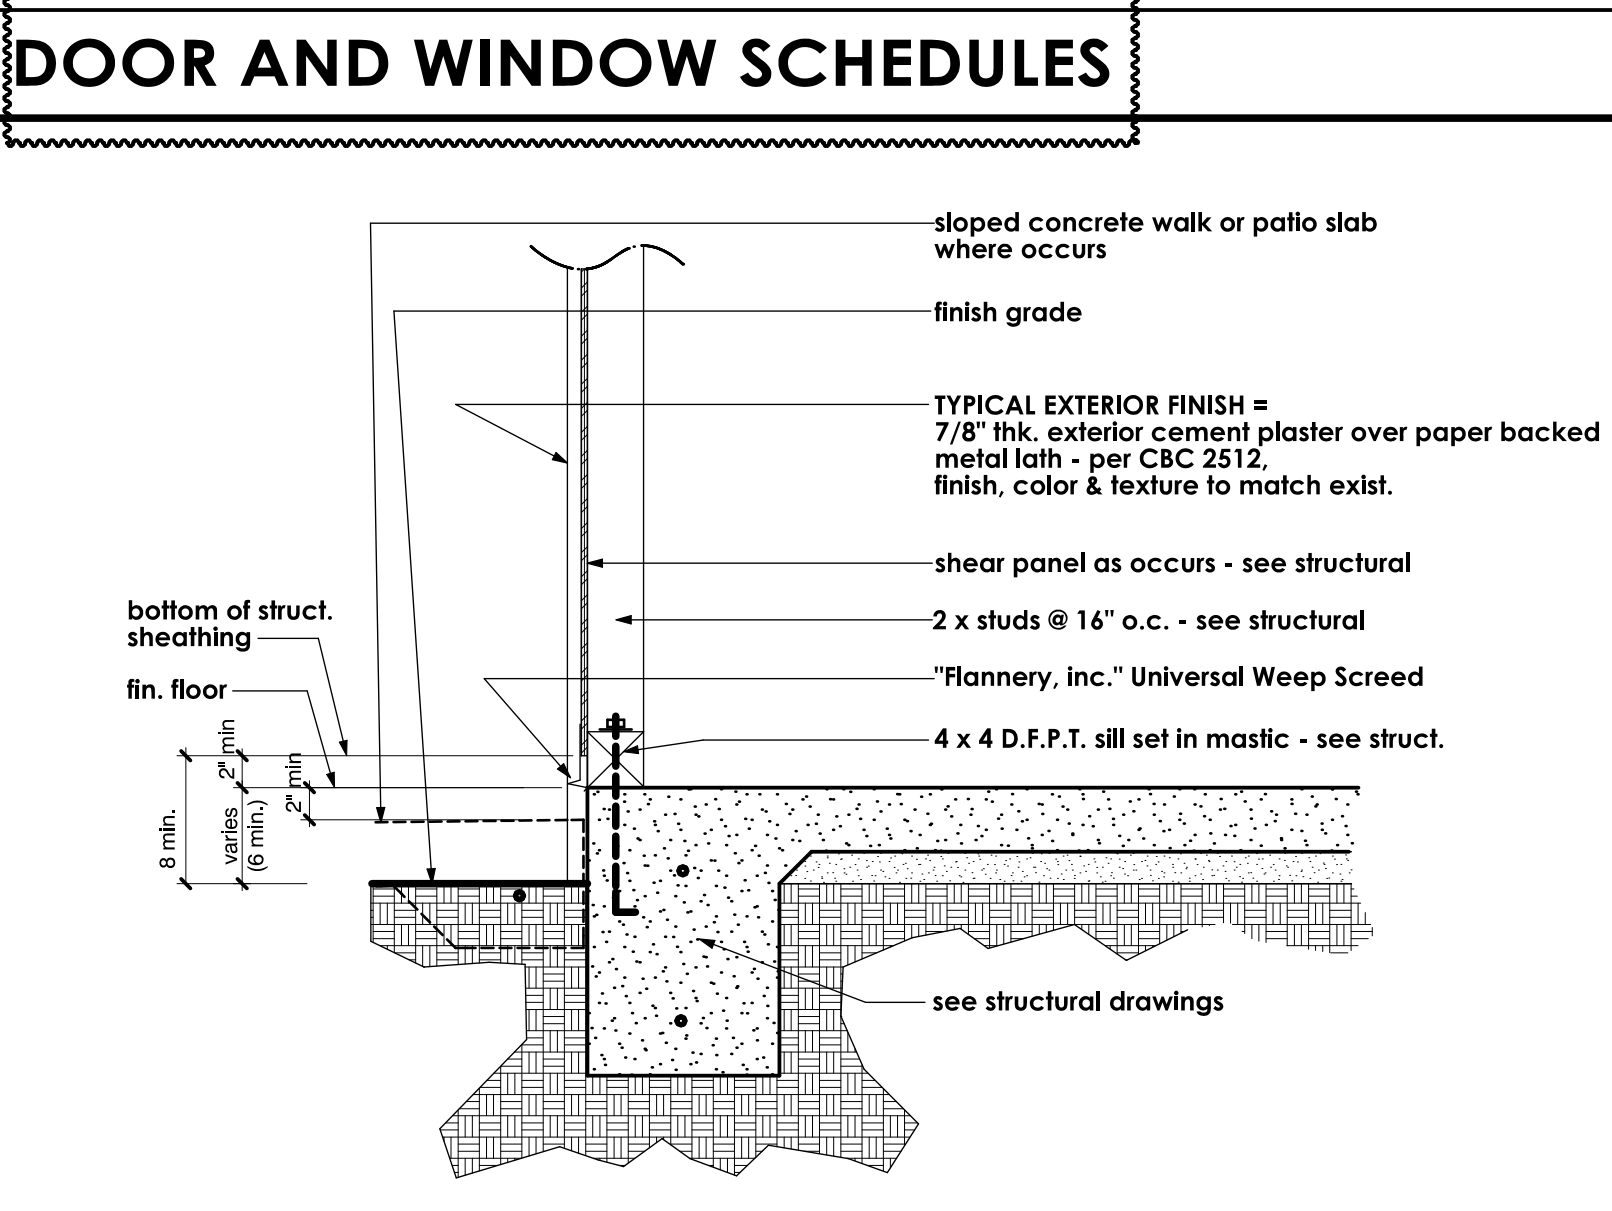 DOOR AND WINDOW SCHEDULES
sloped concrete walk or patio slab
where occurs
finish grade
TYPICAL EXTERIOR FINISH =
7/8" thk. exterior cement plaster over paper backed
metal lath - per CBC 2512,
finish, color & texture to match exist.
shear panel as occurs - see structural
2 x studs @ 16" o.c. - see structural
"Flannery, inc." Universal Weep Screed
4 x 4 D.F.P.T. sill set in mastic - see struct.
see structural drawings
bottom of struct.
sheathing
fin. floor
8 min.
2" min
varies
(6 min.)
2" min